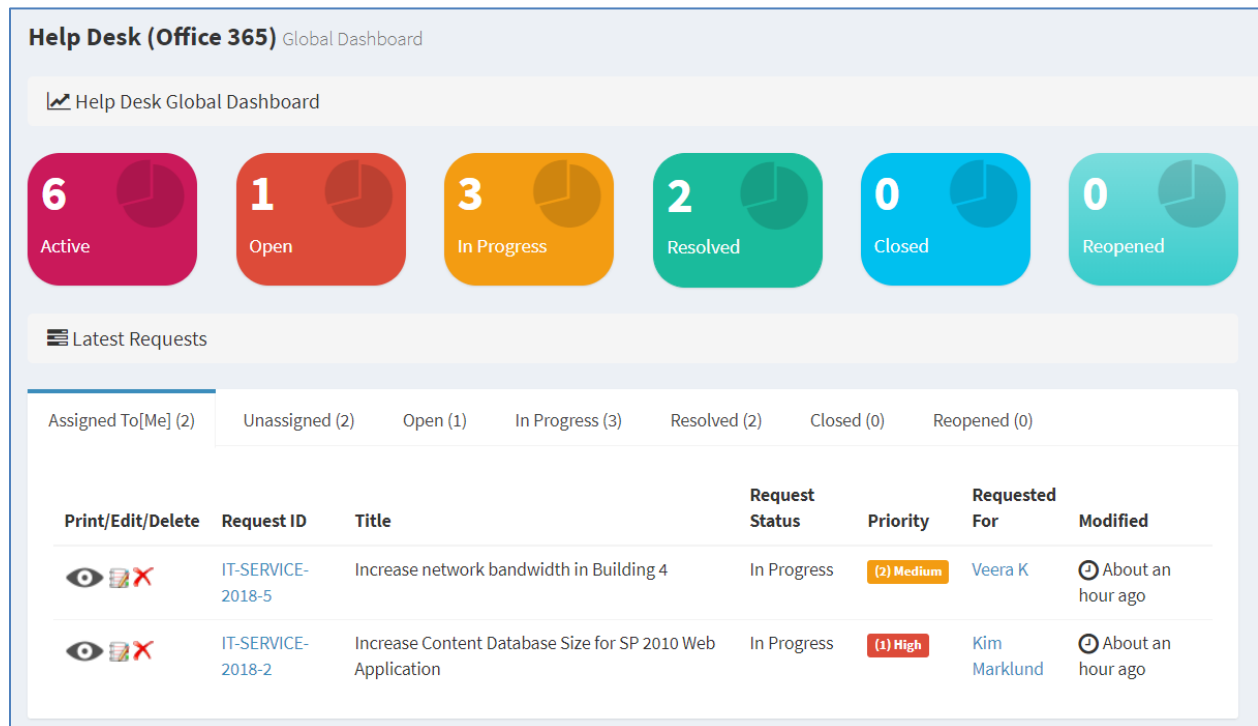 Help Desk (Office 365) Global Dashboard
Help Desk Global Dashboard
6
Active
1
Open
3
In Progress
2
Resolved
0
Closed
0
Reopened
Latest Requests
Assigned To[Me] (2) Unassigned (2) Open (1) In Progress (3) Resolved (2) Closed (0) Reopened (0)
Print/Edit/Delete Request ID Title Request Status Priority Requested For Modified
IT-SERVICE-2018-5 Increase network bandwidth in Building 4 In Progress (2) Medium Veera K About an hour ago
IT-SERVICE-2018-2 Increase Content Database Size for SP 2010 Web Application In Progress (1) High Kim Marklund About an hour ago